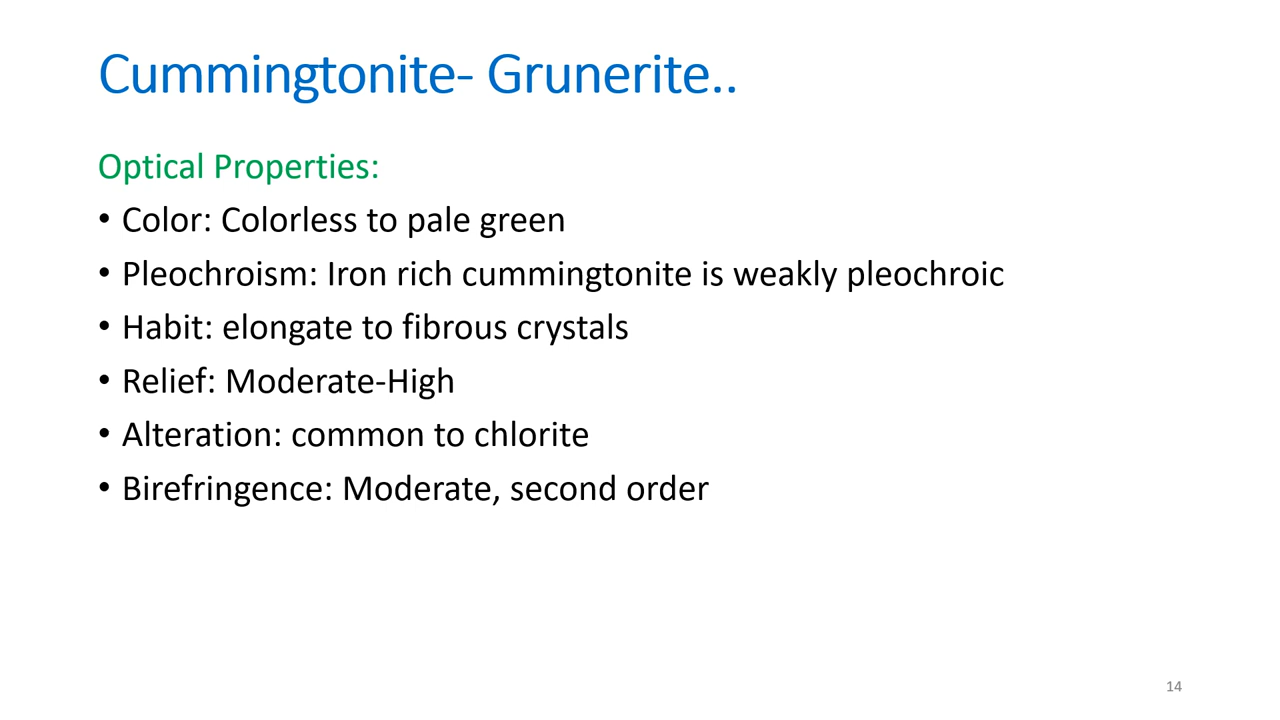 Cummingtonite- Grunerite..
Optical Properties:
• Color: Colorless to pale green
• Pleochroism: Iron rich cummingtonite is weakly pleochroic
• Habit: elongate to fibrous crystals
• Relief: Moderate-High
• Alteration: common to chlorite
• Birefringence: Moderate, second order
14